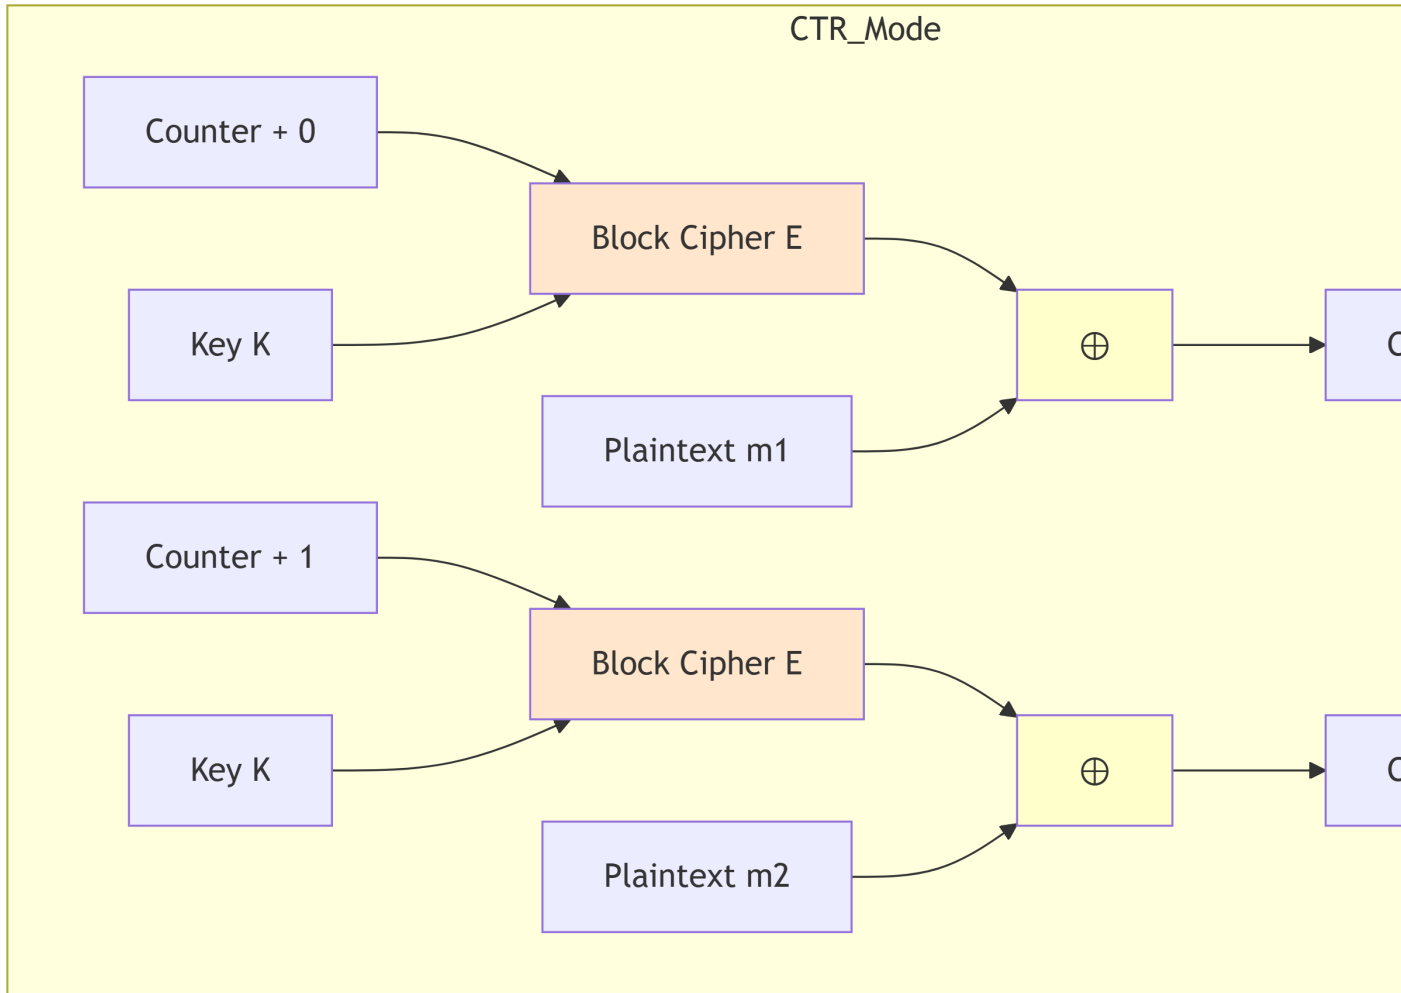 CTR_Mode
Counter + 0
Block Cipher E
Key K
⊕
Plaintext m1
Counter + 1
Block Cipher E
Key K
⊕
Plaintext m2